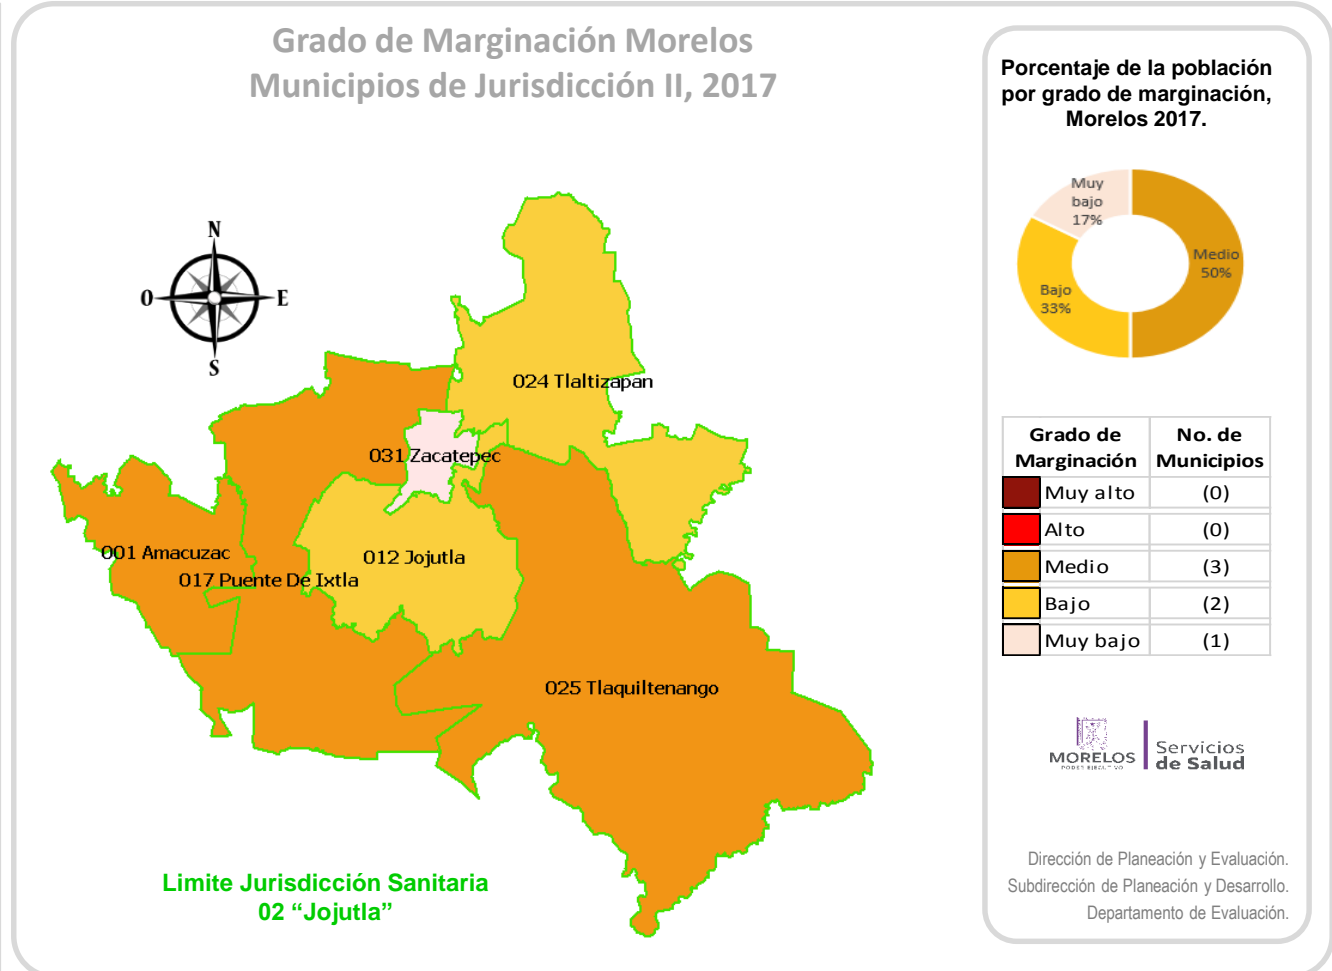 Grado de Marginación Morelos
Municipios de Jurisdicción II, 2017
N
O
E
S
024 Tlaltizapan
031 Zacatepec
001 Amacuzac
012 Jojutla
017 Puente De Ixtla
025 Tlaquiltenango
Limite Jurisdicción Sanitaria
02 “Jojutla”
Porcentaje de la población
por grado de marginación,
Morelos 2017.
Muy
bajo
17%
Medio
50%
Bajo
33%
Grado de Marginación No. de Municipios
Muy alto (0)
Alto (0)
Medio (3)
Bajo (2)
Muy bajo (1)
MORELOS
PODER EJECUTIVO
Servicios
de Salud
Dirección de Planeación y Evaluación.
Subdirección de Planeación y Desarrollo.
Departamento de Evaluación.